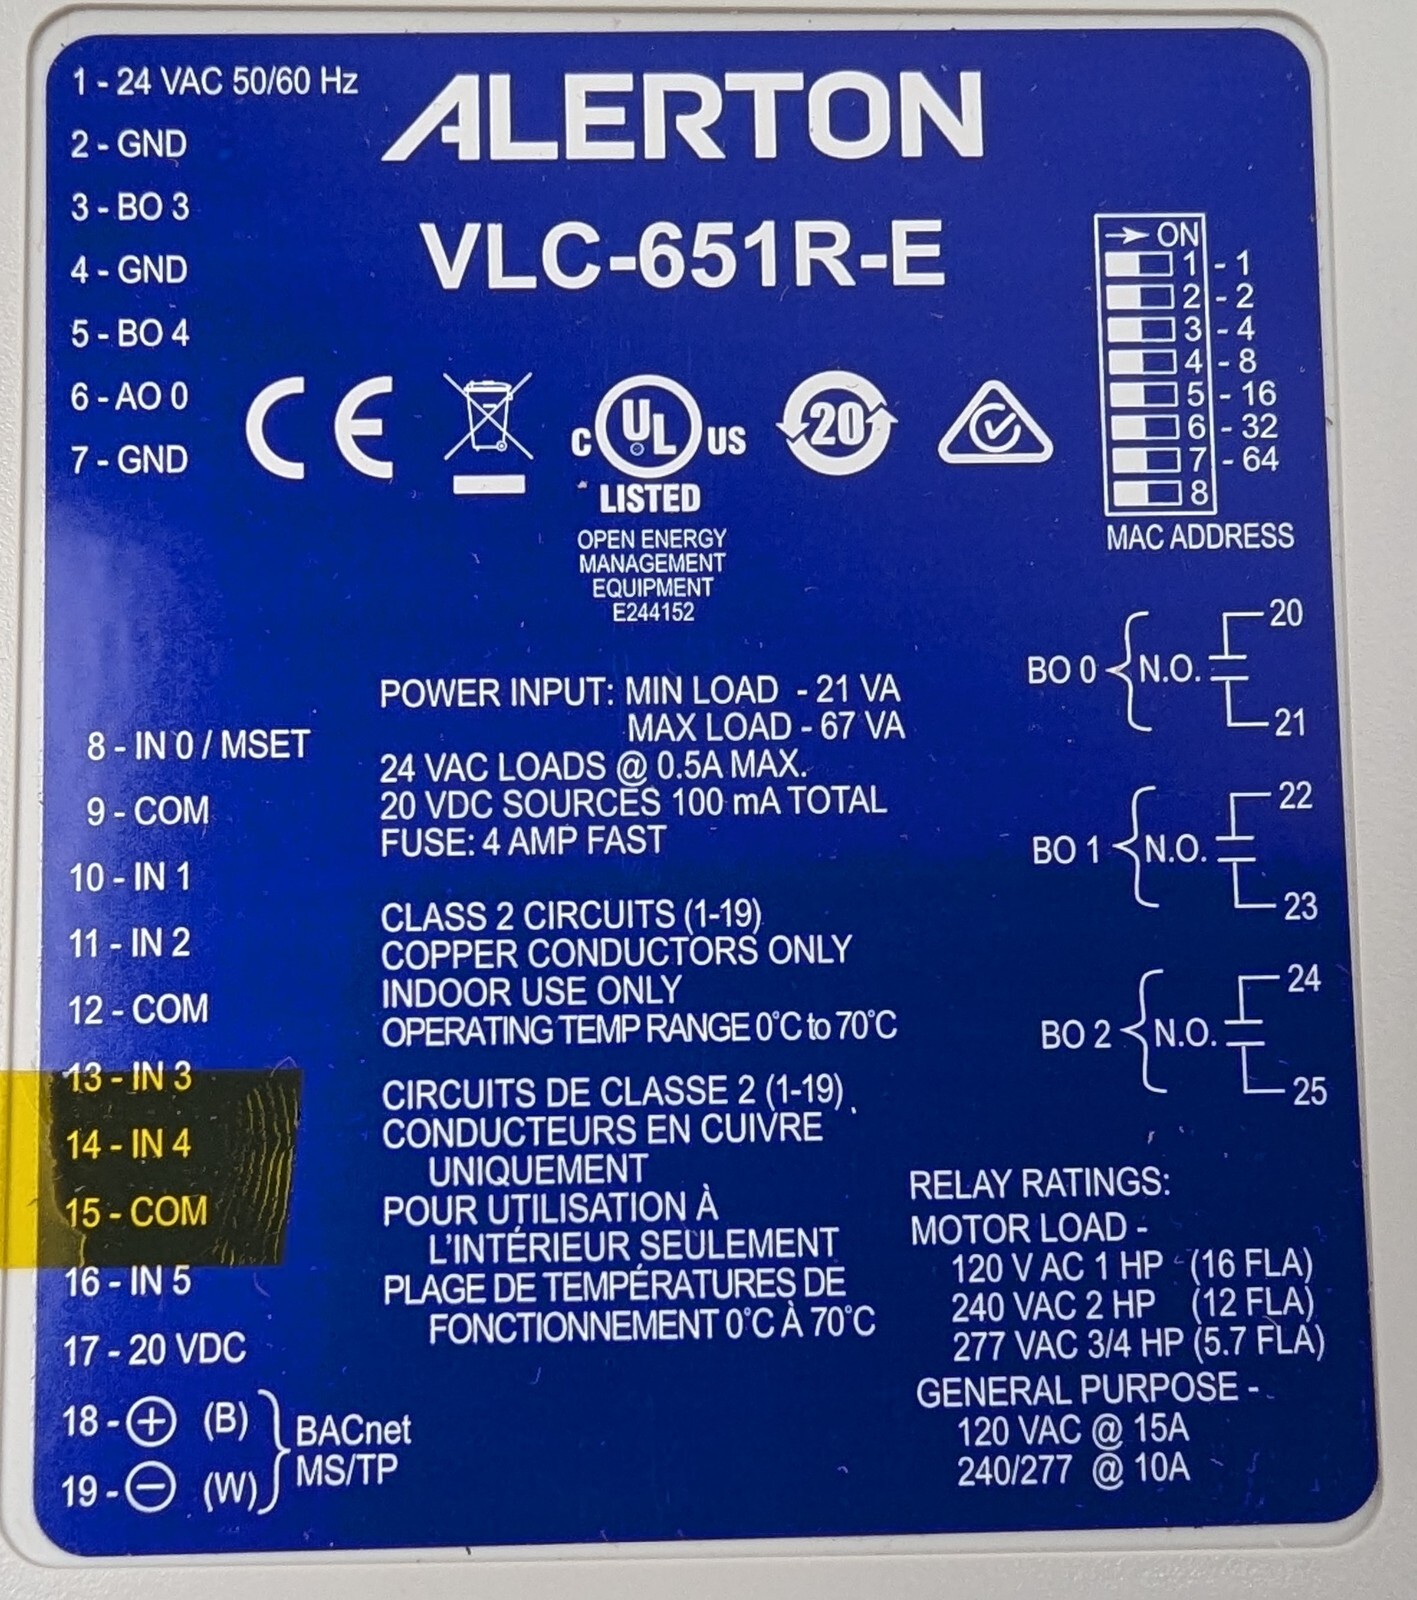 1 - 24 VAC 50/60 Hz
2 - GND
3 - BO 3
4 - GND
5 - BO 4
6 - AO 0
7 - GND
ALERTON
VLC-651R-E
ON
1 - 1
2 - 2
3 - 4
4 - 8
5 - 16
6 - 32
7 - 64
8
MAC ADDRESS
CE
C UL US
LISTED
20
OPEN ENERGY
MANAGEMENT
EQUIPMENT
E244152
POWER INPUT: MIN LOAD - 21 VA
MAX LOAD - 67 VA
24 VAC LOADS @ 0.5A MAX.
20 VDC SOURCES 100 mA TOTAL
FUSE: 4 AMP FAST
CLASS 2 CIRCUITS (1-19)
COPPER CONDUCTORS ONLY
INDOOR USE ONLY
OPERATING TEMP RANGE 0°C to 70°C
CIRCUITS DE CLASSE 2 (1-19)
CONDUCTEURS EN CUIVRE
UNIQUEMENT
POUR UTILISATION À
L'INTÉRIEUR SEULEMENT
PLAGE DE TEMPÉRATURES DE
FONCTIONNEMENT 0°C À 70°C
8 - IN 0 / MSET
9 - COM
10 - IN 1
11 - IN 2
12 - COM
13 - IN 3
14 - IN 4
15 - COM
16 - IN 5
17 - 20 VDC
18 - + (B)
19 - − (W)
BACnet
MS/TP
20
BO 0 N.O.
21
22
BO 1 N.O.
23
24
BO 2 N.O.
25
RELAY RATINGS:
MOTOR LOAD -
120 V AC 1 HP - (16 FLA)
240 VAC 2 HP (12 FLA)
277 VAC 3/4 HP (5.7 FLA)
GENERAL PURPOSE -
120 VAC @ 15A
240/277 @ 10A